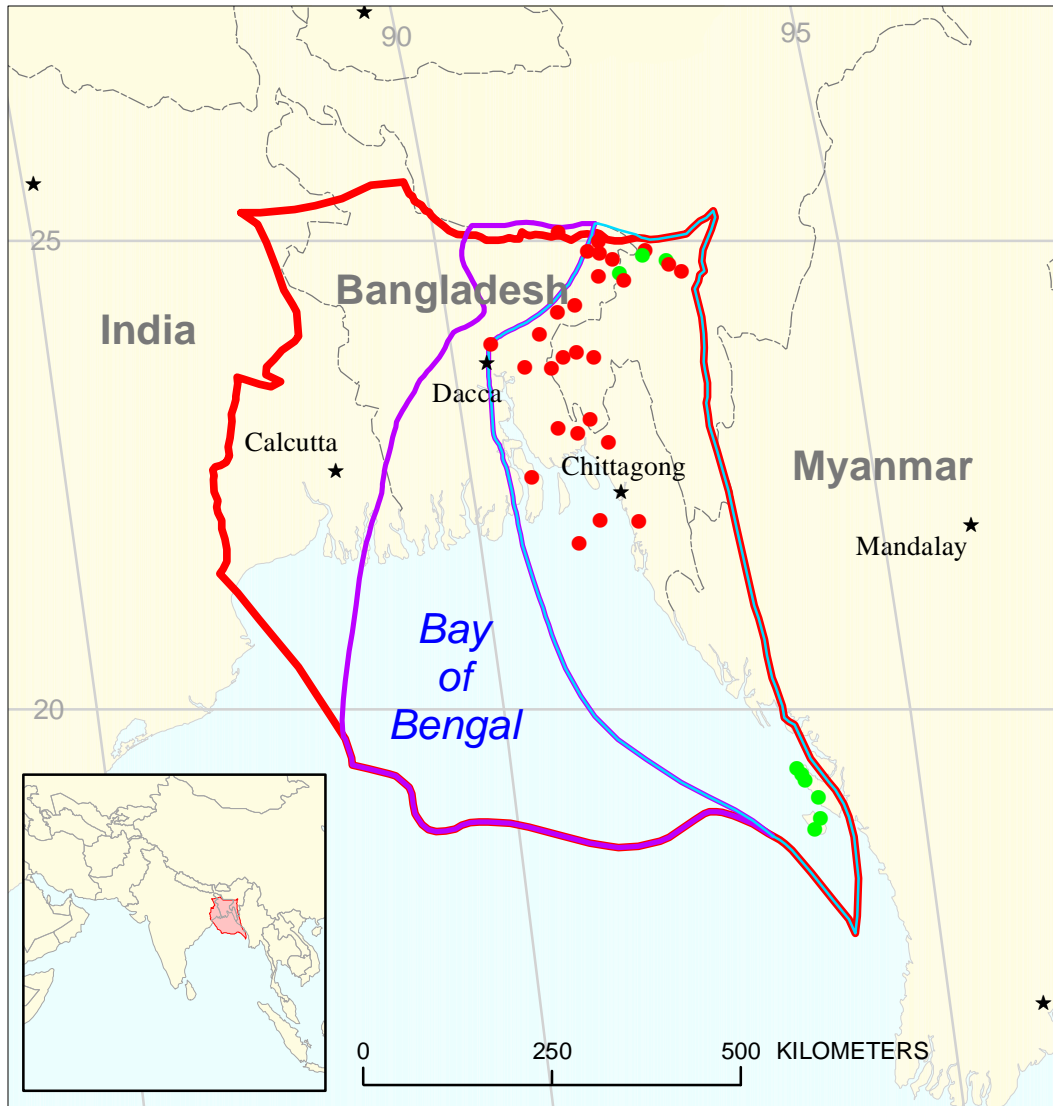 90
95
25
Bangladesh
India
Dacca
Calcutta
Chittagong
Myanmar
Mandalay
Bay
of
Bengal
20
0 250 500 KILOMETERS